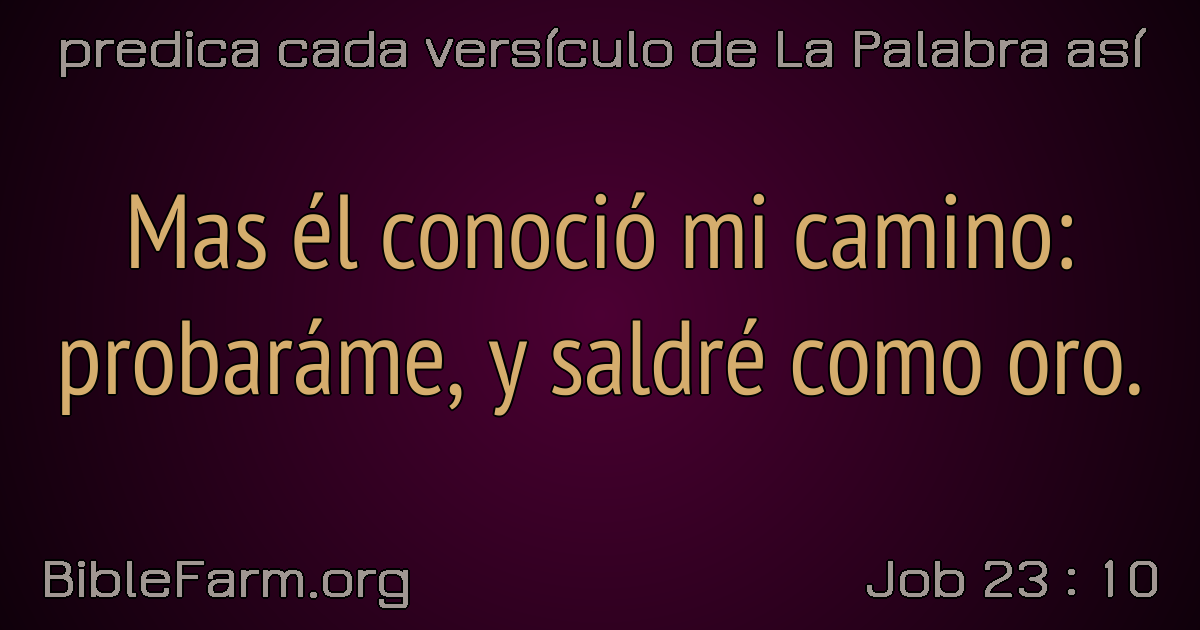 predica cada versículo de La Palabra así
Mas él conoció mi camino:
probaráme, y saldré como oro.
BibleFarm.org
Job 23 : 10